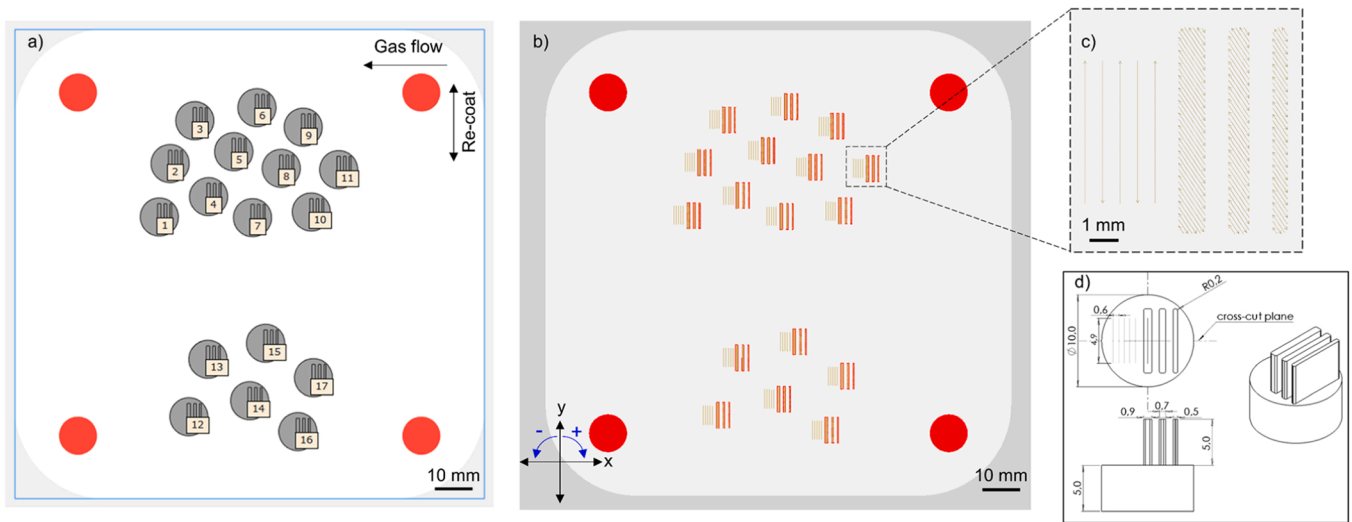 a)
Gas flow
Re-coat
6
3
9
5
2
8
11
4
1
7
10
15
13
17
14
12
16
10 mm
b)
-
+
y
x
10 mm
c)
1 mm
d)
R0,2
0,6
cross-cut plane
Ø10,0
4,9
0,7
0,9
0,5
5,0
5,0